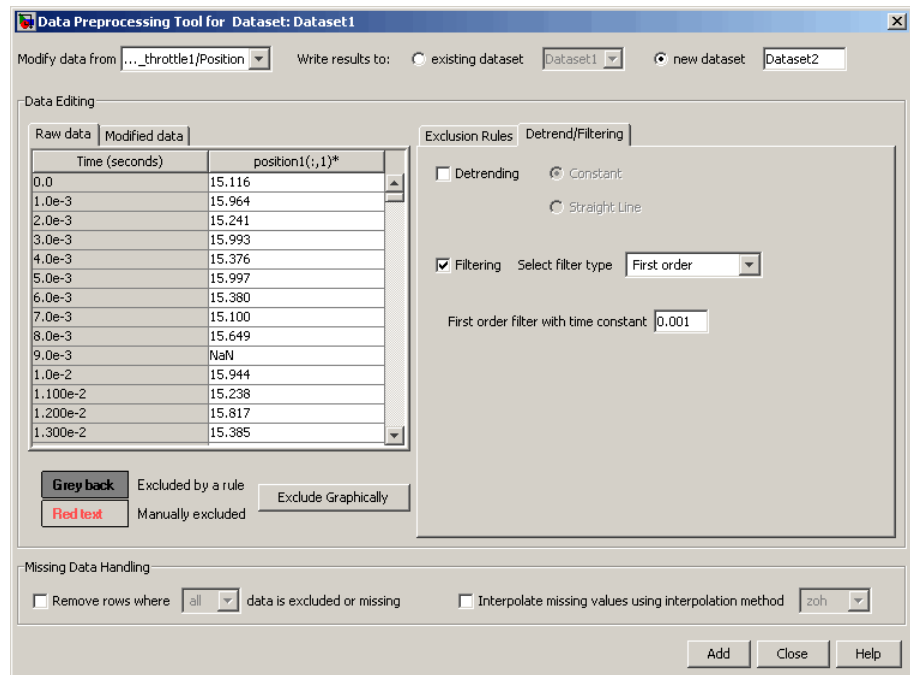 Data Preprocessing Tool for Dataset: Dataset1
Modify data from ..._throttle1/Position Write results to: existing dataset Dataset1 new dataset Dataset2
Data Editing
Raw data Modified data
Time (seconds) position1(:,1)*
0.0 15.116
1.0e-3 15.964
2.0e-3 15.241
3.0e-3 15.993
4.0e-3 15.376
5.0e-3 15.997
6.0e-3 15.380
7.0e-3 15.100
8.0e-3 15.649
9.0e-3 NaN
1.0e-2 15.944
1.100e-2 15.238
1.200e-2 15.817
1.300e-2 15.385
Grey back Excluded by a rule
Red text Manually excluded
Exclude Graphically
Exclusion Rules Detrend/Filtering
Detrending Constant
Straight Line
Filtering Select filter type First order
First order filter with time constant 0.001
Missing Data Handling
Remove rows where all data is excluded or missing Interpolate missing values using interpolation method zoh
Add Close Help